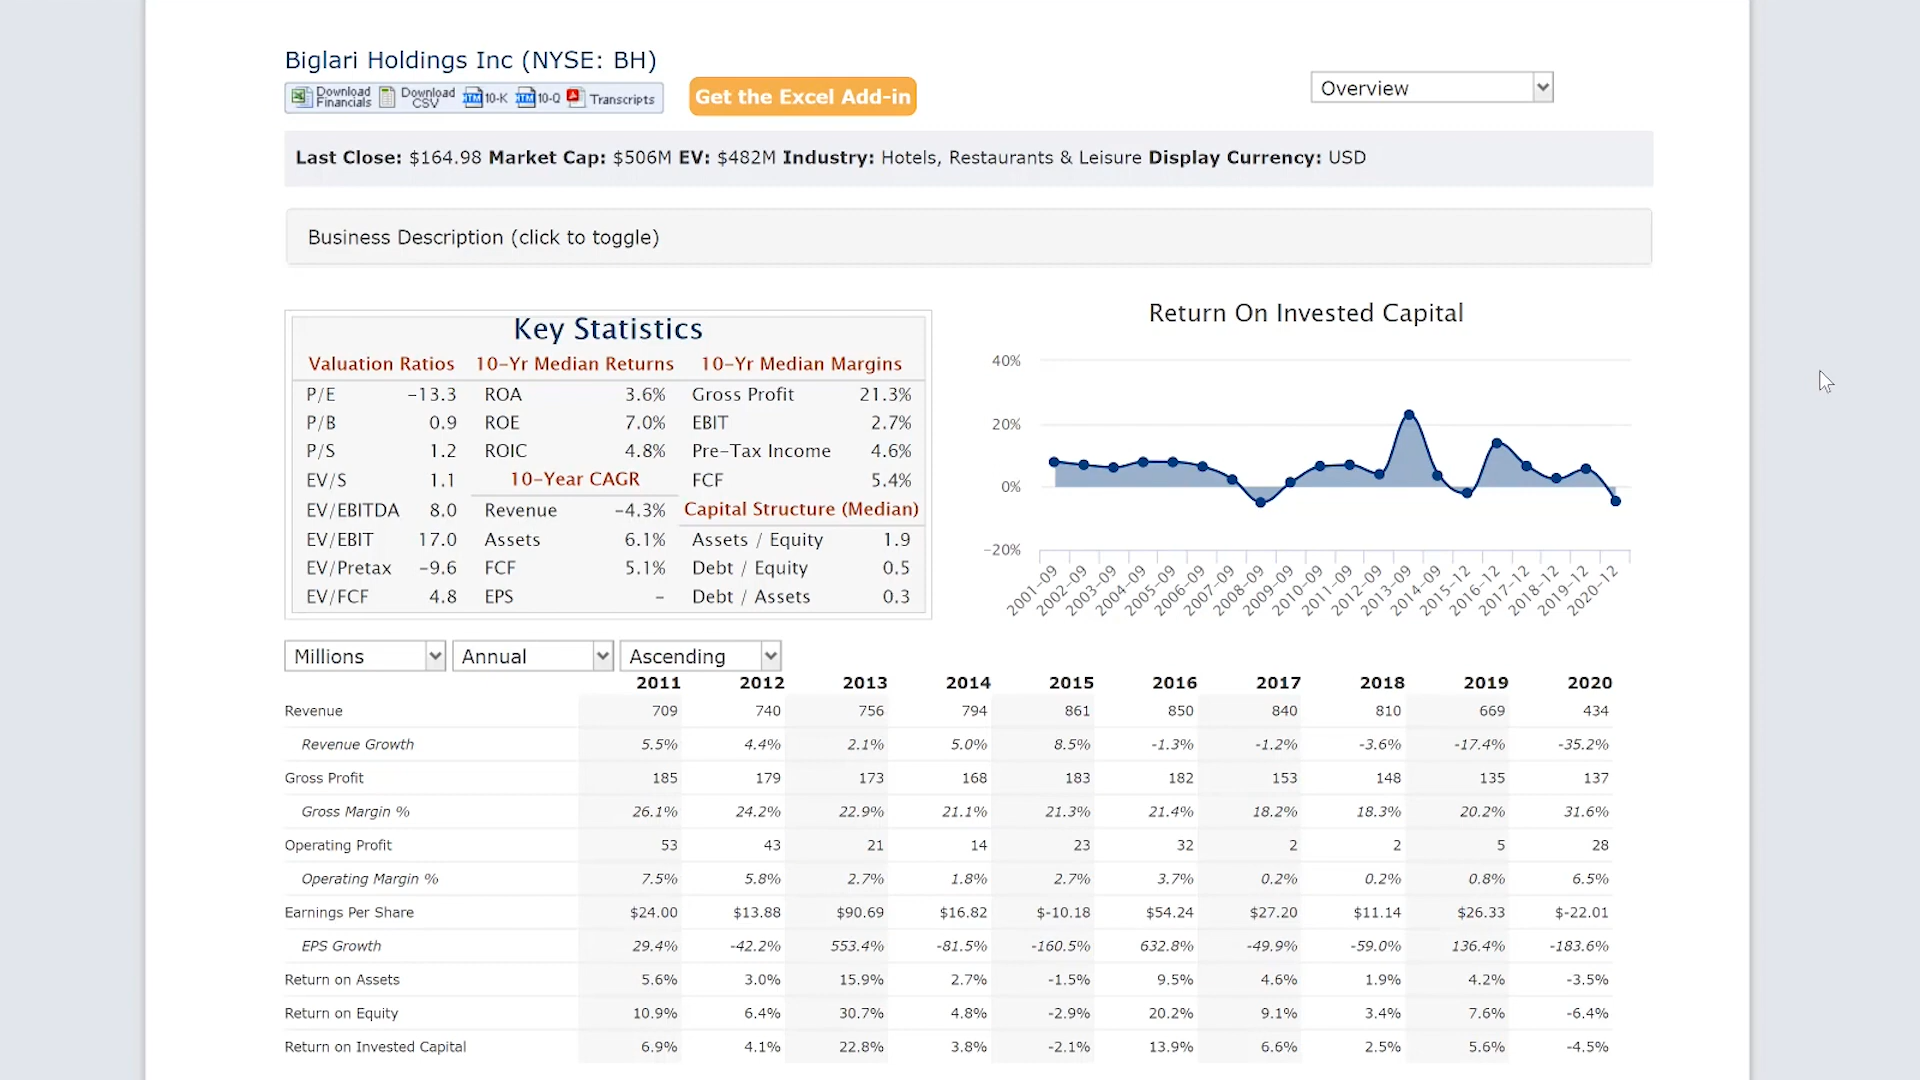 Biglari Holdings Inc (NYSE: BH)
Download Financials Download CSV 10-K 10-Q Transcripts
Get the Excel Add-in
Overview
Last Close: $164.98 Market Cap: $506M EV: $482M Industry: Hotels, Restaurants & Leisure Display Currency: USD
Business Description (click to toggle)
Key Statistics
Valuation Ratios 10-Yr Median Returns 10-Yr Median Margins
P/E -13.3 ROA 3.6% Gross Profit 21.3%
P/B 0.9 ROE 7.0% EBIT 2.7%
P/S 1.2 ROIC 4.8% Pre-Tax Income 4.6%
EV/S 1.1 10-Year CAGR FCF 5.4%
EV/EBITDA 8.0 Revenue -4.3% Capital Structure (Median)
EV/EBIT 17.0 Assets 6.1% Assets / Equity 1.9
EV/Pretax -9.6 FCF 5.1% Debt / Equity 0.5
EV/FCF 4.8 EPS - Debt / Assets 0.3
Return On Invested Capital
40%
20%
0%
-20%
2001-09 2002-09 2003-09 2004-09 2005-09 2006-09 2007-09 2008-09 2009-09 2010-09 2011-09 2012-09 2013-09 2014-09 2015-12 2016-12 2017-12 2018-12 2019-12 2020-12
Millions Annual Ascending
2011 2012 2013 2014 2015 2016 2017 2018 2019 2020
Revenue 709 740 756 794 861 850 840 810 669 434
Revenue Growth 5.5% 4.4% 2.1% 5.0% 8.5% -1.3% -1.2% -3.6% -17.4% -35.2%
Gross Profit 185 179 173 168 183 182 153 148 135 137
Gross Margin % 26.1% 24.2% 22.9% 21.1% 21.3% 21.4% 18.2% 18.3% 20.2% 31.6%
Operating Profit 53 43 21 14 23 32 2 2 5 28
Operating Margin % 7.5% 5.8% 2.7% 1.8% 2.7% 3.7% 0.2% 0.2% 0.8% 6.5%
Earnings Per Share $24.00 $13.88 $90.69 $16.82 $-10.18 $54.24 $27.20 $11.14 $26.33 $-22.01
EPS Growth 29.4% -42.2% 553.4% -81.5% -160.5% 632.8% -49.9% -59.0% 136.4% -183.6%
Return on Assets 5.6% 3.0% 15.9% 2.7% -1.5% 9.5% 4.6% 1.9% 4.2% -3.5%
Return on Equity 10.9% 6.4% 30.7% 4.8% -2.9% 20.2% 9.1% 3.4% 7.6% -6.4%
Return on Invested Capital 6.9% 4.1% 22.8% 3.8% -2.1% 13.9% 6.6% 2.5% 5.6% -4.5%